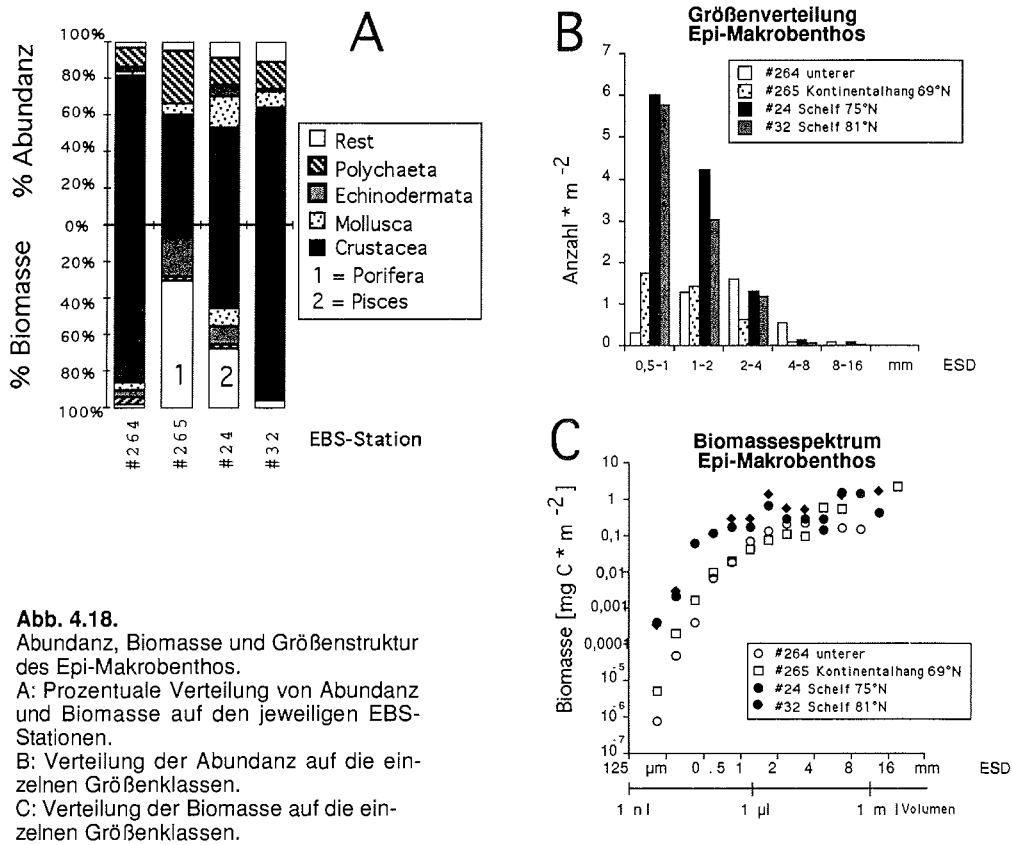 A
% Abundanz
% Biomasse
100%
80%
60%
40%
20%
0%
20%
40%
60%
80%
100%
1
2
#264
#265
#24
#32
EBS-Station
Rest
Polychaeta
Echinodermata
Mollusca
Crustacea
1 = Porifera
2 = Pisces
B
Größenverteilung
Epi-Makrobenthos
Anzahl * m -2
7
6
5
4
3
2
1
0
#264 unterer
#265 Kontinentalhang 69°N
#24 Schelf 75°N
#32 Schelf 81°N
0,5-1 1-2 2-4 4-8 8-16 mm ESD
C
Biomassespektrum
Epi-Makrobenthos
Biomasse [mg C * m -2]
10
1
0,1
0,01
0,001
0,0001
10-5
10-6
10-7
#264 unterer
#265 Kontinentalhang 69°N
#24 Schelf 75°N
#32 Schelf 81°N
125 µm 0.5 1 2 4 8 16 mm ESD
1 nl 1 µl 1 ml Volumen
Abb. 4.18.
Abundanz, Biomasse und Größenstruktur
des Epi-Makrobenthos.
A: Prozentuale Verteilung von Abundanz
und Biomasse auf den jeweiligen EBS-
Stationen.
B: Verteilung der Abundanz auf die ein-
zelnen Größenklassen.
C: Verteilung der Biomasse auf die ein-
zelnen Größenklassen.